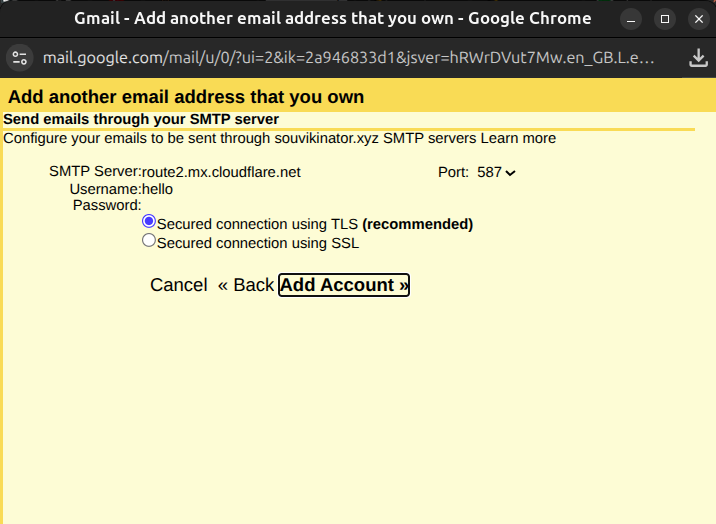 Gmail - Add another email address that you own - Google Chrome
mail.google.com/mail/u/0/?ui=2&ik=2a946833d1&jsver=hRWrDVut7Mw.en_GB.l.e...
Add another email address that you own
Send emails through your SMTP server
Configure your emails to be sent through souvikinator.xyz SMTP servers Learn more
SMTP Server: route2.mx.cloudflare.net Port: 587
Username: hello
Password:
Secured connection using TLS (recommended)
Secured connection using SSL
Cancel « Back Add Account »